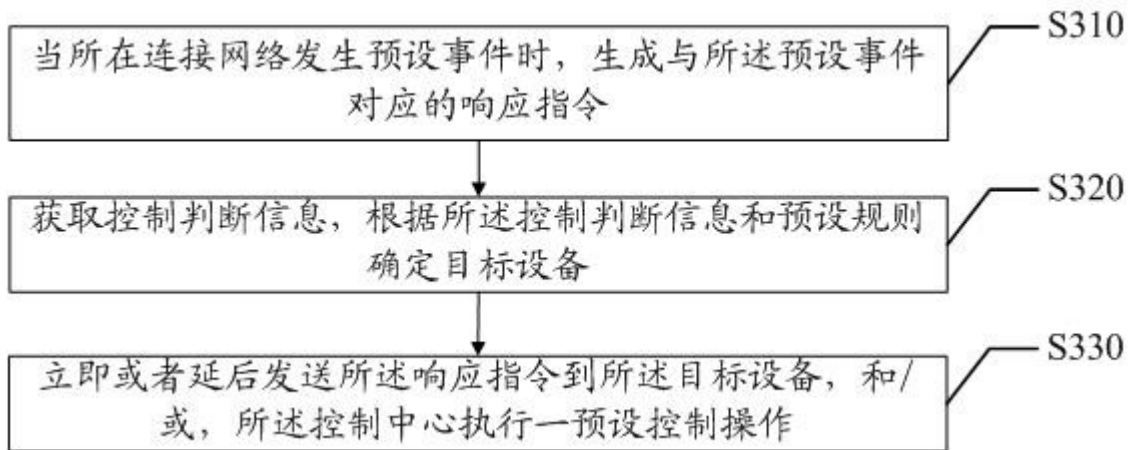 当所在连接网络发生预设事件时，生成与所述预设事件
对应的响应指令
S310
获取控制判断信息，根据所述控制判断信息和预设规则
确定目标设备
S320
立即或者延后发送所述响应指令到所述目标设备，和/
或，所述控制中心执行一预设控制操作
S330